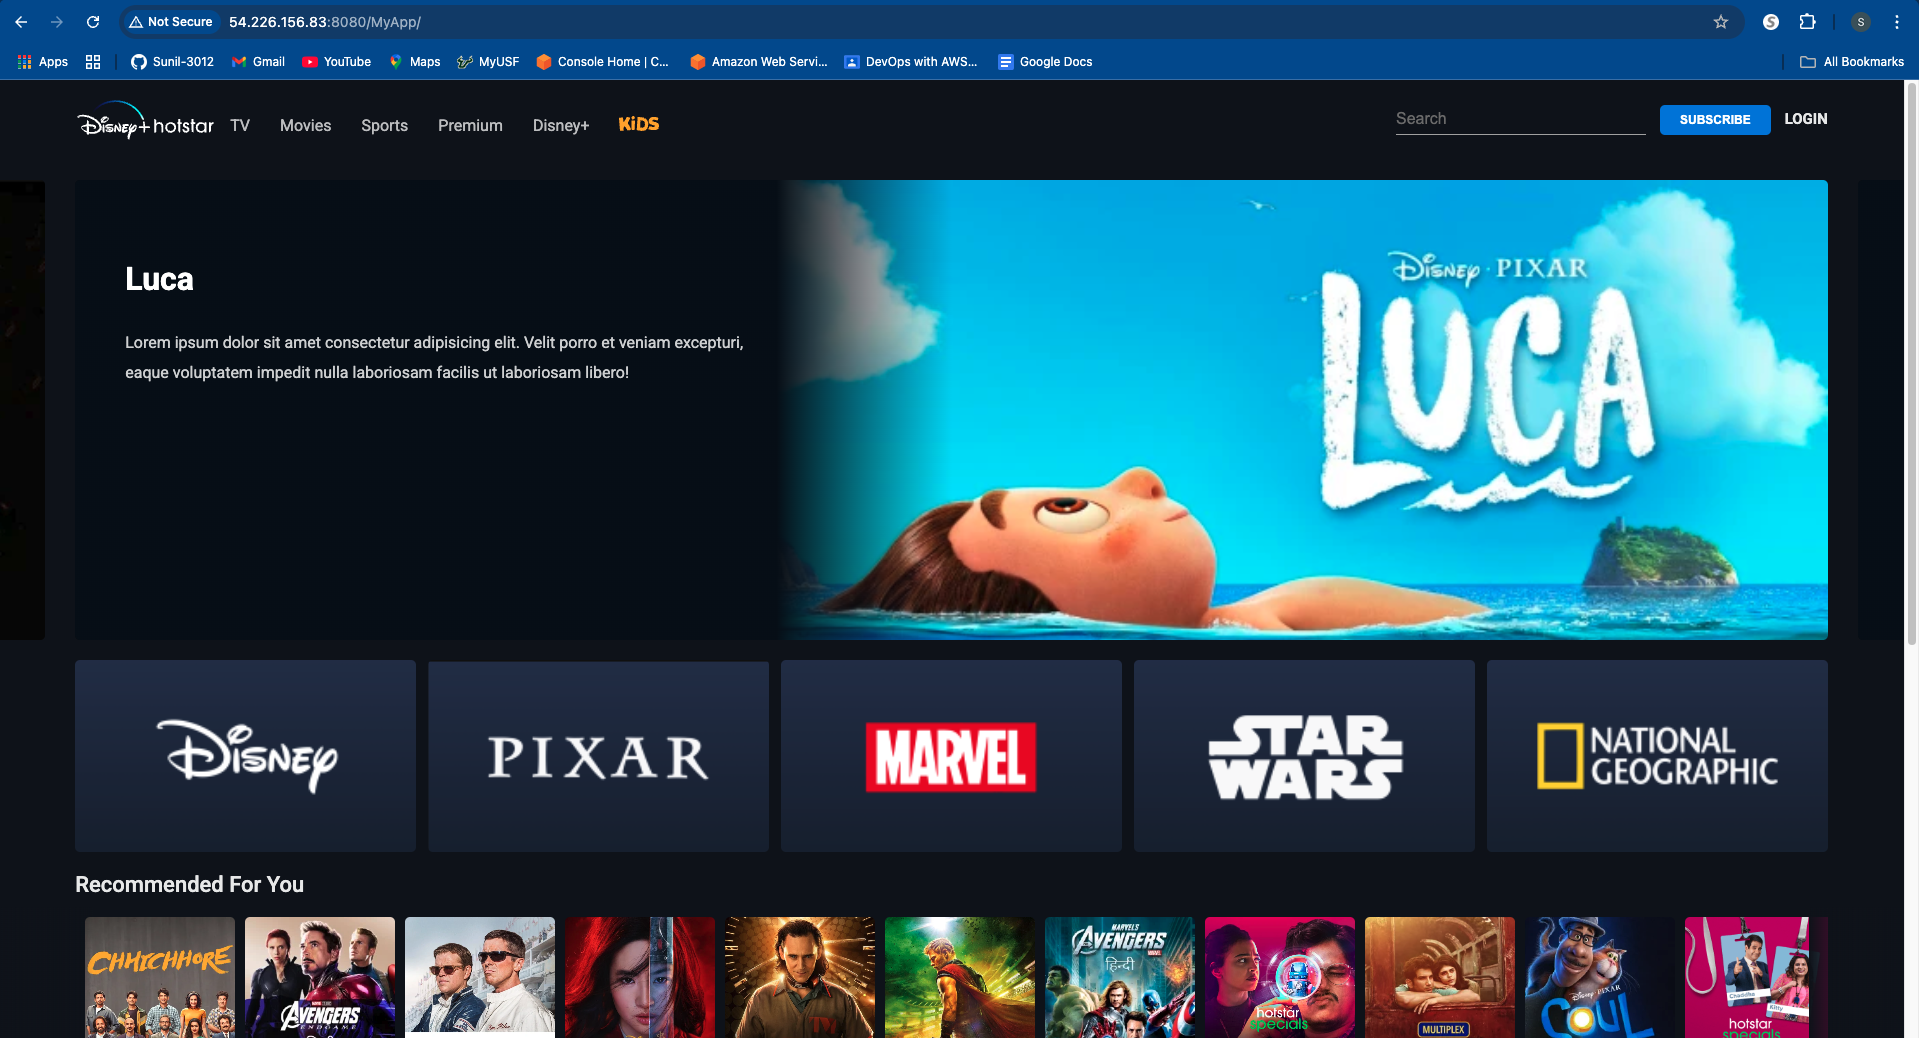 Not Secure 54.226.156.83:8080/MyApp/ S S
Apps Sunil-3012 Gmail YouTube Maps MyUSF Console Home | C... Amazon Web Servi... DevOps with AWS... Google Docs All Bookmarks
Disney+ hotstar TV Movies Sports Premium Disney+ KiDS Search SUBSCRIBE LOGIN
Luca
Lorem ipsum dolor sit amet consectetur adipisicing elit. Velit porro et veniam excepturi,
eaque voluptatem impedit nulla laboriosam facilis ut laboriosam libero!
Disney · PIXAR
LUCA
Disney PIXAR MARVEL STAR WARS NATIONAL GEOGRAPHIC
Recommended For You
CHHICHHORE
AVENGERS
ENDGAME
MARVEL'S
AVENGERS
हिन्दी
hotstar
specials
MULTIPLEX
Disney PIXAR
SOUL
Chaddha
Kitty
hotstar
specials